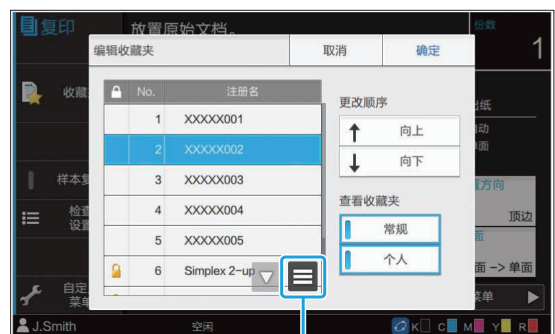 复印
放置原始文档。
份数
1
编辑收藏夹
取消
确定
收藏
No.
注册名
1 XXXXX001
2 XXXXX002
3 XXXXX003
4 XXXXX004
5 XXXXX005
6 Simplex 2-up
更改顺序
向上
向下
查看收藏夹
常规
个人
出纸
自动
单面
样本复
检查
设置
自定
菜单
置方向
顶边
面
面 -> 单面
菜单
J.Smith
空闲
K C M Y R